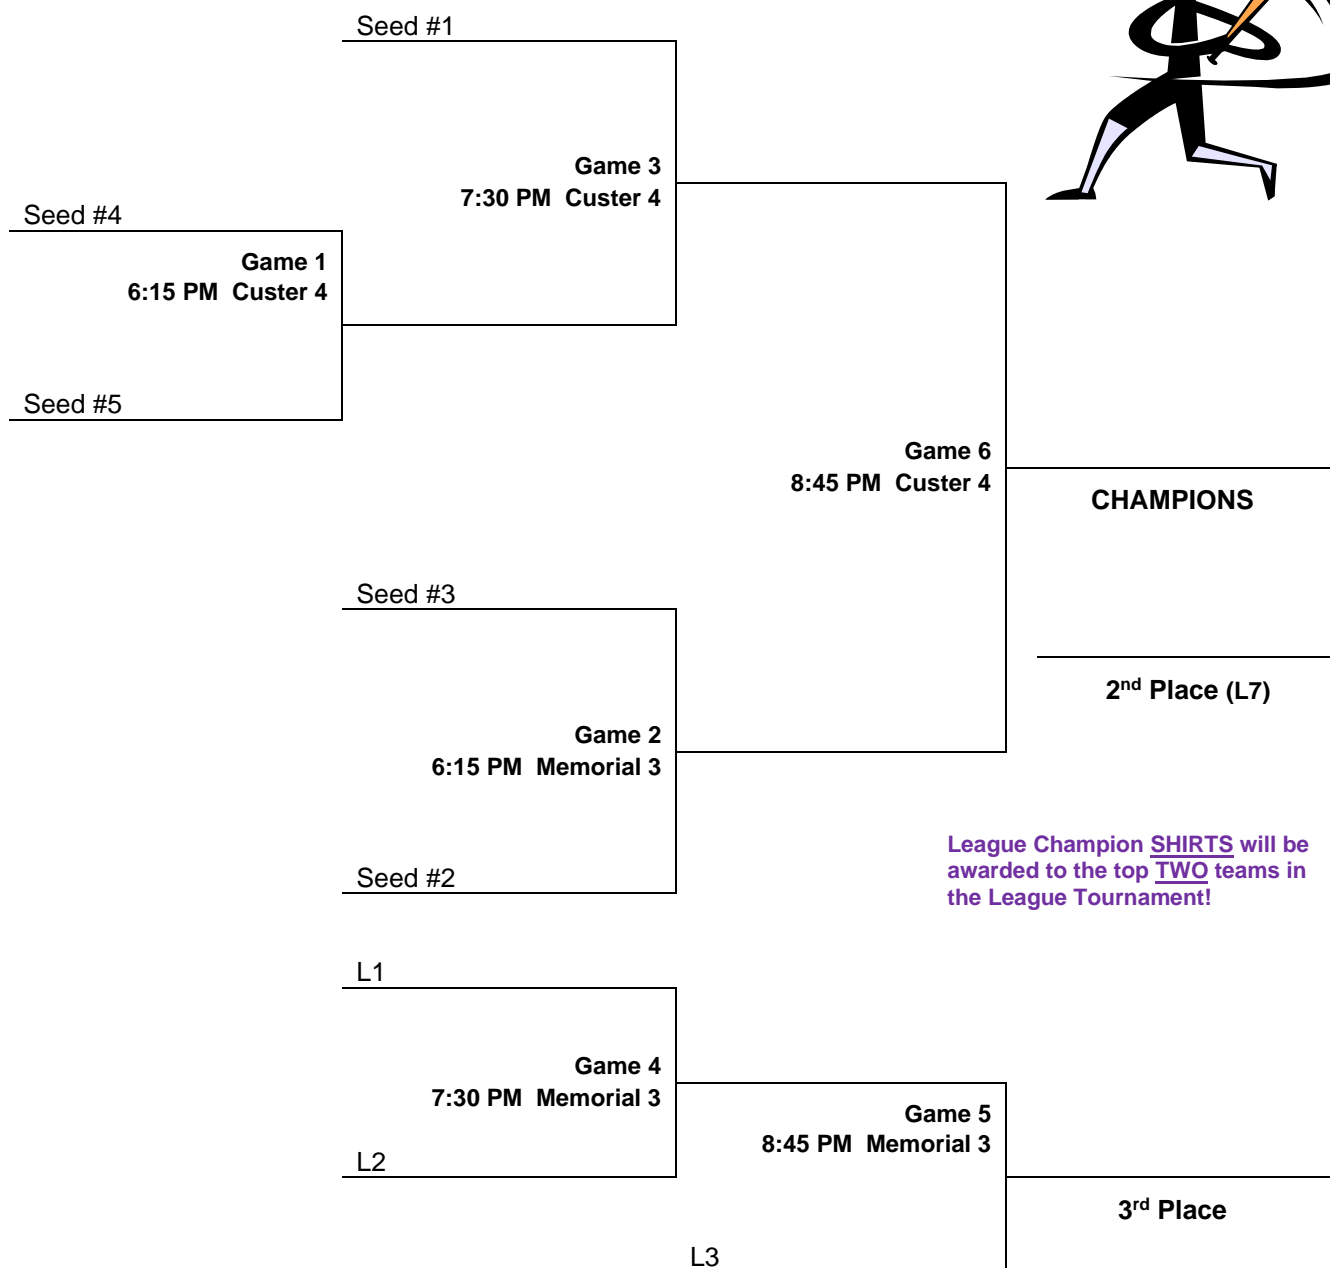 Seed #1
Game 3
7:30 PM  Custer 4
Seed #4
Game 1
6:15 PM  Custer 4
Seed #5
Game 6
8:45 PM  Custer 4
CHAMPIONS
Seed #3
2nd Place (L7)
Game 2
6:15 PM  Memorial 3
League Champion SHIRTS will be
awarded to the top TWO teams in
the League Tournament!
Seed #2
L1
Game 4
7:30 PM  Memorial 3
Game 5
8:45 PM  Memorial 3
L2
3rd Place
L3